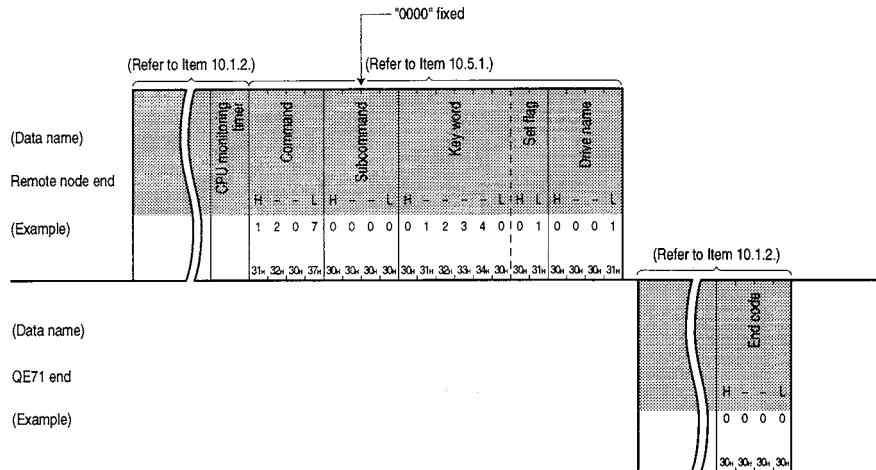 "0000" fixed
(Refer to Item 10.1.2.) (Refer to Item 10.5.1.)
(Data name)
CPU monitoring timer
Command
Subcommand
Key word
Set flag
Drive name
Remote node end
H - - L H - - L H - - - - L H L H - - L
(Example)
1 2 0 7 0 0 0 0 0 1 2 3 4 0 0 1 0 0 0 1
31H 32H 30H 37H 30H 30H 30H 30H 30H 31H 32H 33H 34H 30H 30H 31H 30H 30H 30H 31H
(Refer to Item 10.1.2.)
(Data name)
End code
QE71 end
H - - L
(Example)
0 0 0 0
30H 30H 30H 30H